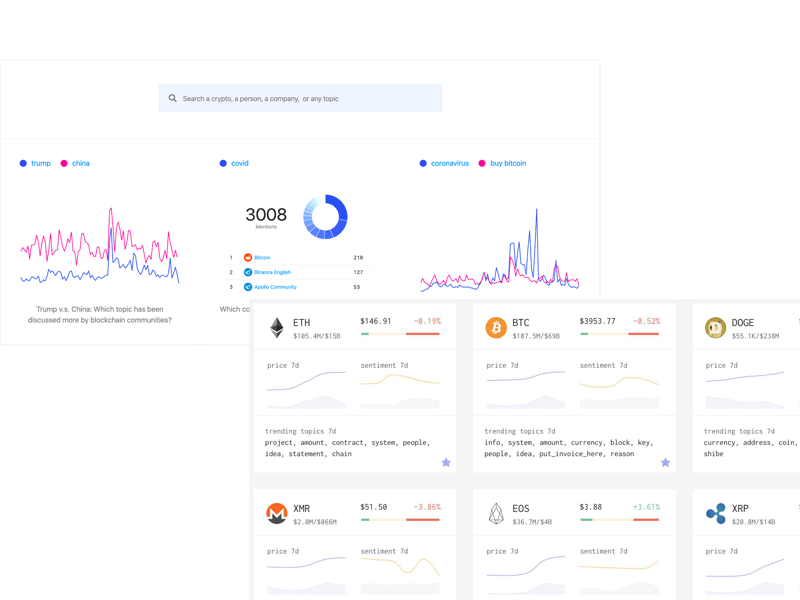 Search a crypto, a person, a company, or any topic
trump china
covid
coronavirus buy bitcoin
3008
Mentions
1 Bitcoin 218
2 Binance English 127
3 Apollo Community 53
Trump v.s. China: Which topic has been
discussed more by blockchain communities?
Which co
ETH $146.91 -0.19%
$105.4M/$15B
price 7d sentiment 7d
trending topics 7d
project, amount, contract, system, people,
idea, statement, chain
BTC $3953.77 -0.52%
$187.5M/$69B
price 7d sentiment 7d
trending topics 7d
info, system, amount, currency, block, key,
people, idea, put_invoice_here, reason
DOGE
$55.1K/$238M
price 7d
trending topics 7d
currency, address, coin,
shibe
XMR $51.50 -3.86%
$2.0M/$866M
price 7d sentiment 7d
EOS $3.88 +3.61%
$36.7M/$4B
price 7d sentiment 7d
XRP
$20.8M/$14B
price 7d